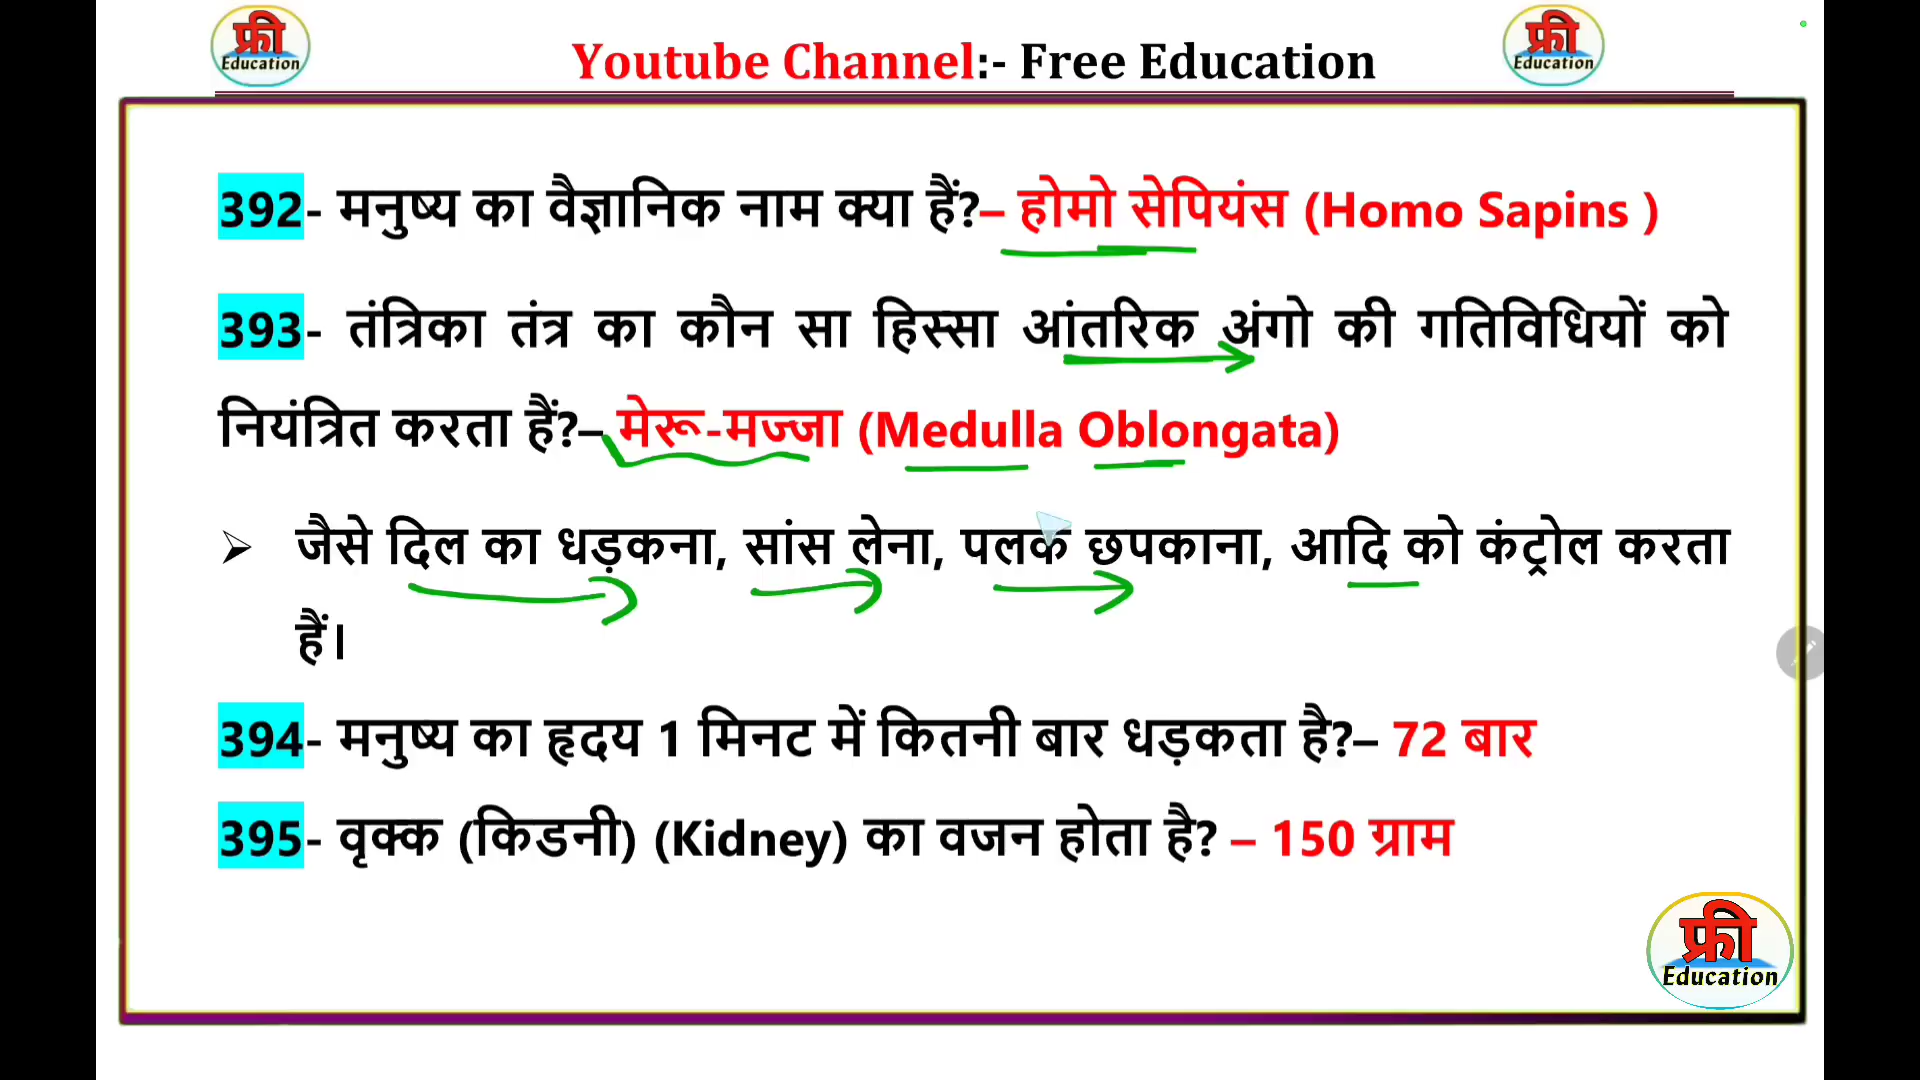 फ्री
Education
Youtube Channel:- Free Education
फ्री
Education
392- मनुष्य का वैज्ञानिक नाम क्या हैं?– होमो सेपियंस (Homo Sapins )
393- तंत्रिका तंत्र का कौन सा हिस्सा आंतरिक अंगो की गतिविधियों को
नियंत्रित करता हैं?– मेरू-मज्जा (Medulla Oblongata)
➢ जैसे दिल का धड़कना, सांस लेना, पलक छपकाना, आदि को कंट्रोल करता
हैं।
394- मनुष्य का हृदय 1 मिनट में कितनी बार धड़कता है?– 72 बार
395- वृक्क (किडनी) (Kidney) का वजन होता है? – 150 ग्राम
फ्री
Education